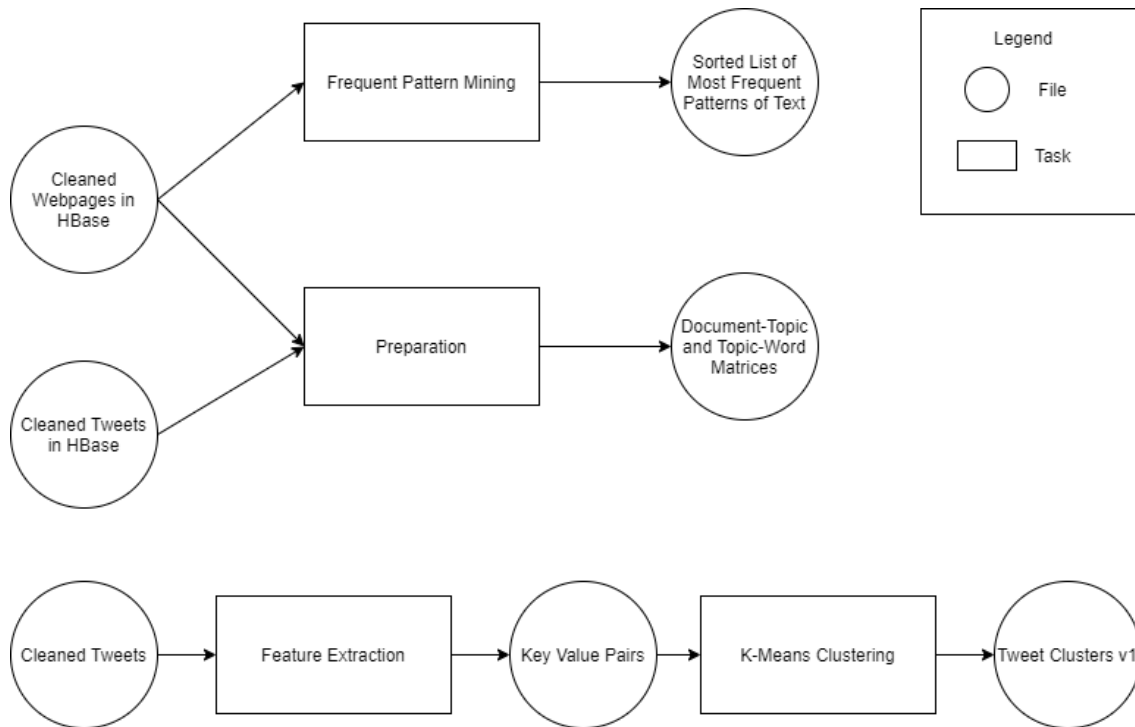 Frequent Pattern Mining
Sorted List of
Most Frequent
Patterns of Text
Legend
File
Task
Cleaned
Webpages in
HBase
Preparation
Document-Topic
and Topic-Word
Matrices
Cleaned Tweets
in HBase
Cleaned Tweets
Feature Extraction
Key Value Pairs
K-Means Clustering
Tweet Clusters v1